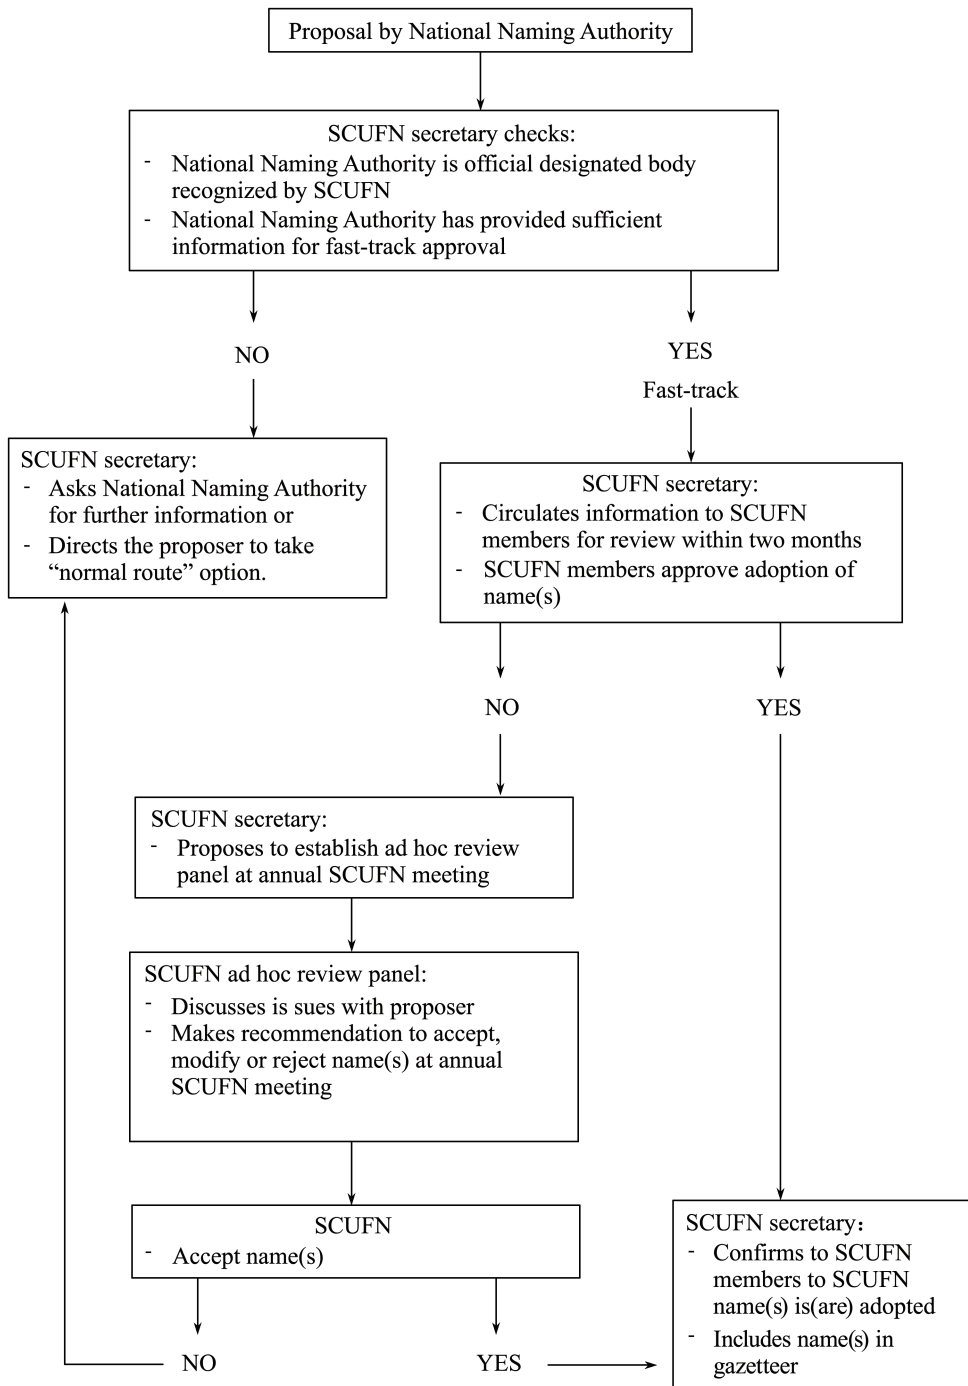 Proposal by National Naming Authority
SCUFN secretary checks:
- National Naming Authority is official designated body
recognized by SCUFN
- National Naming Authority has provided sufficient
information for fast-track approval
NO
YES
Fast-track
SCUFN secretary:
- Asks National Naming Authority
for further information or
- Directs the proposer to take
“normal route” option.
SCUFN secretary:
- Circulates information to SCUFN
members for review within two months
- SCUFN members approve adoption of
name(s)
NO
YES
SCUFN secretary:
- Proposes to establish ad hoc review
panel at annual SCUFN meeting
SCUFN ad hoc review panel:
- Discusses is sues with proposer
- Makes recommendation to accept,
modify or reject name(s) at annual
SCUFN meeting
SCUFN
- Accept name(s)
NO
YES
SCUFN secretary：
- Confirms to SCUFN
members to SCUFN
name(s) is(are) adopted
- Includes name(s) in
gazetteer